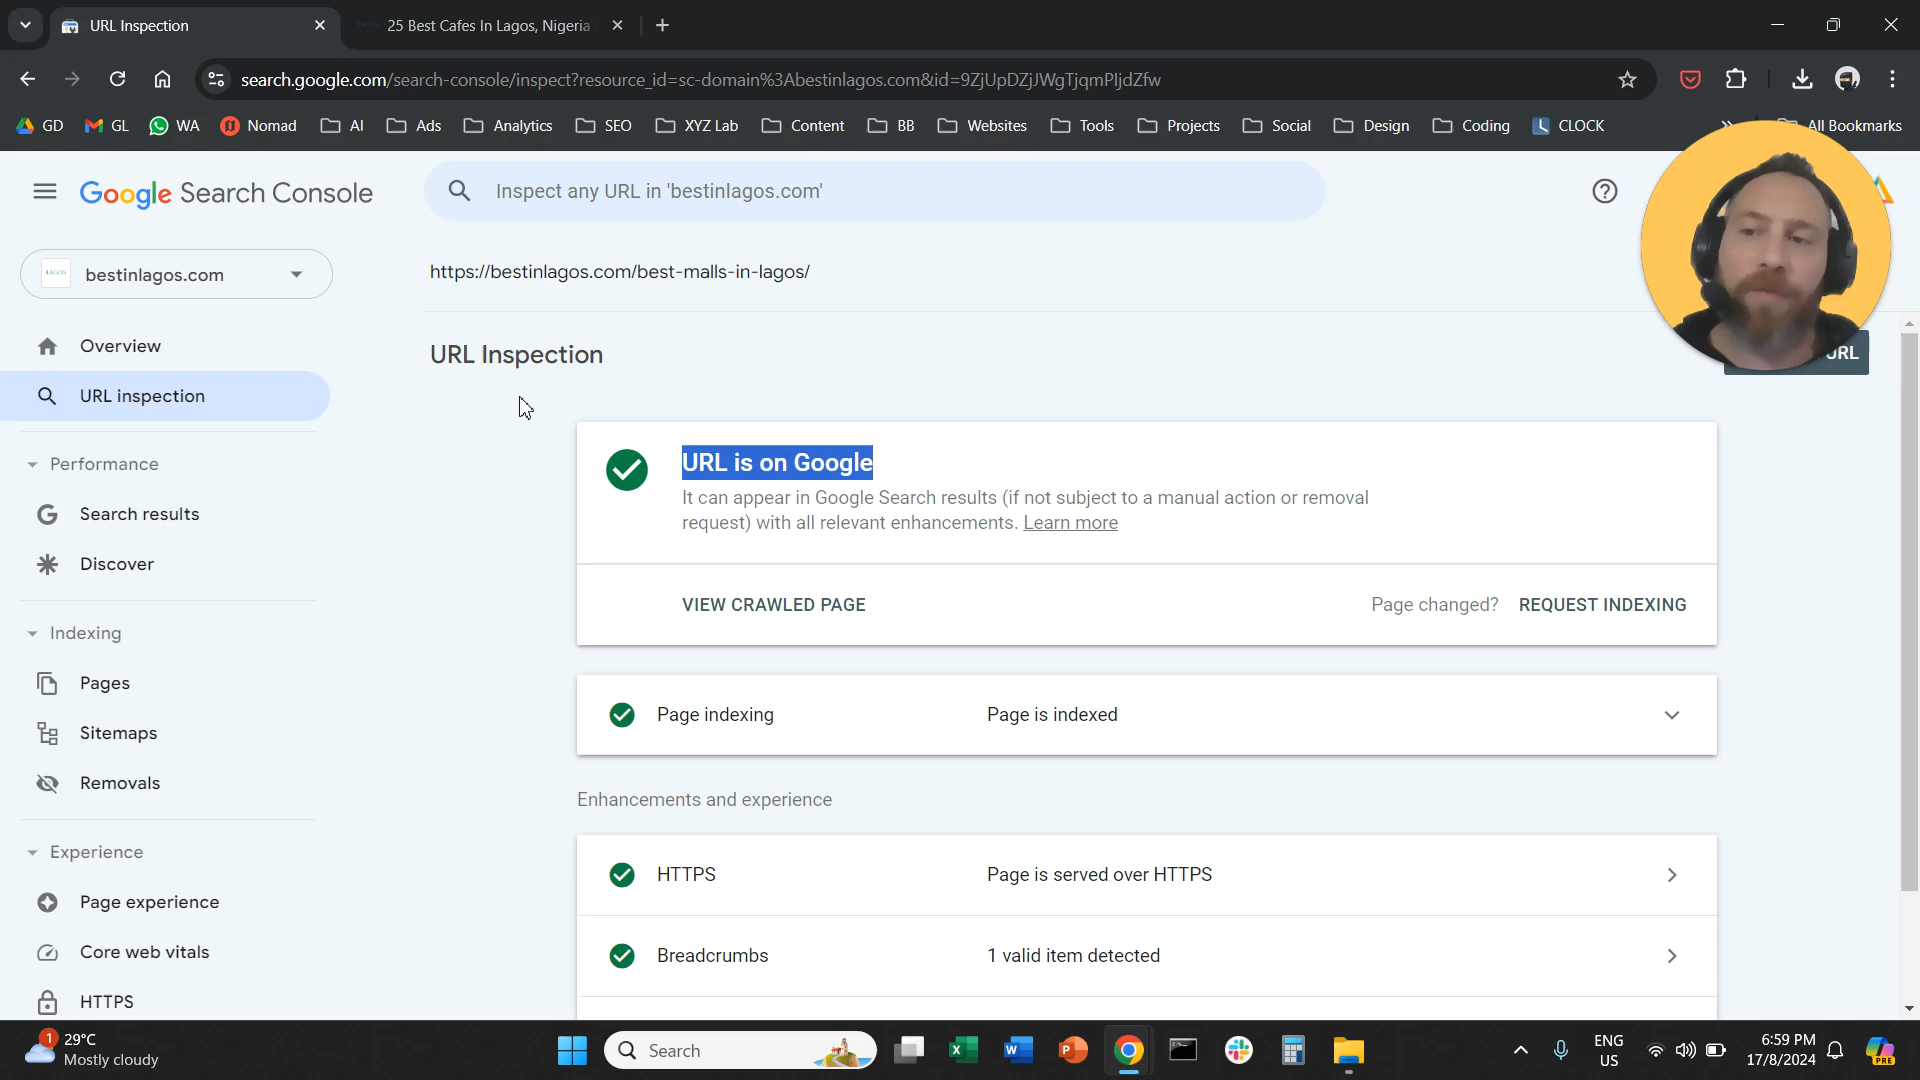 URL Inspection
25 Best Cafes In Lagos, Nigeria
search.google.com/search-console/inspect?resource_id=sc-domain%3Abestinlagos.com&id=9ZjUpDZjJWgTjqmPljdZfw
GD
GL
WA
Nomad
AI
Ads
Analytics
SEO
XYZ Lab
Content
BB
Websites
Tools
Projects
Social
Design
Coding
CLOCK
All Bookmarks
Google Search Console
Inspect any URL in 'bestinlagos.com'
LAGOS
bestinlagos.com
https://bestinlagos.com/best-malls-in-lagos/
Overview
URL inspection
Performance
Search results
Discover
Indexing
Pages
Sitemaps
Removals
Experience
Page experience
Core web vitals
HTTPS
URL Inspection
URL
URL is on Google
It can appear in Google Search results (if not subject to a manual action or removal
request) with all relevant enhancements. Learn more
VIEW CRAWLED PAGE
Page changed?
REQUEST INDEXING
Page indexing
Page is indexed
Enhancements and experience
HTTPS
Page is served over HTTPS
Breadcrumbs
1 valid item detected
1
29°C
Mostly cloudy
Search
ENG
US
6:59 PM
17/8/2024
PRE